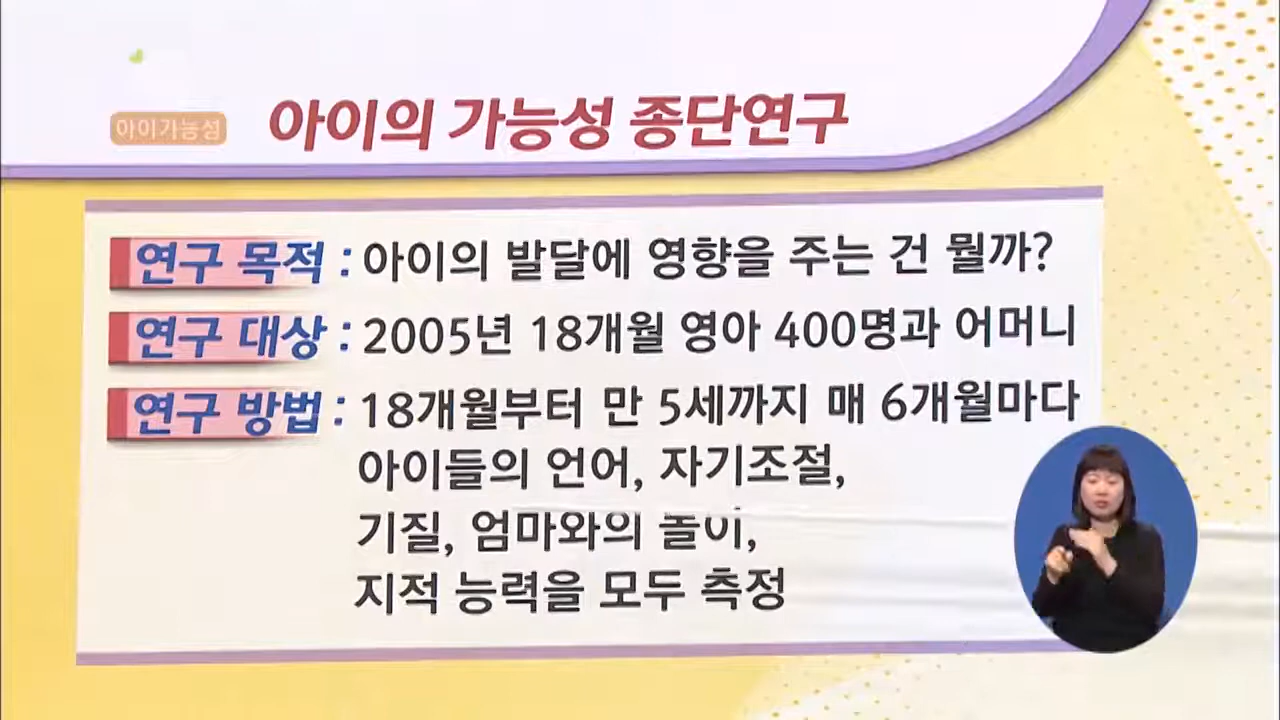 아이가능성
아이의 가능성 종단연구
연구 목적 : 아이의 발달에 영향을 주는 건 뭘까?
연구 대상 : 2005년 18개월 영아 400명과 어머니
연구 방법 : 18개월부터 만 5세까지 매 6개월마다
아이들의 언어, 자기조절,
기질, 엄마와의 놀이,
지적 능력을 모두 측정